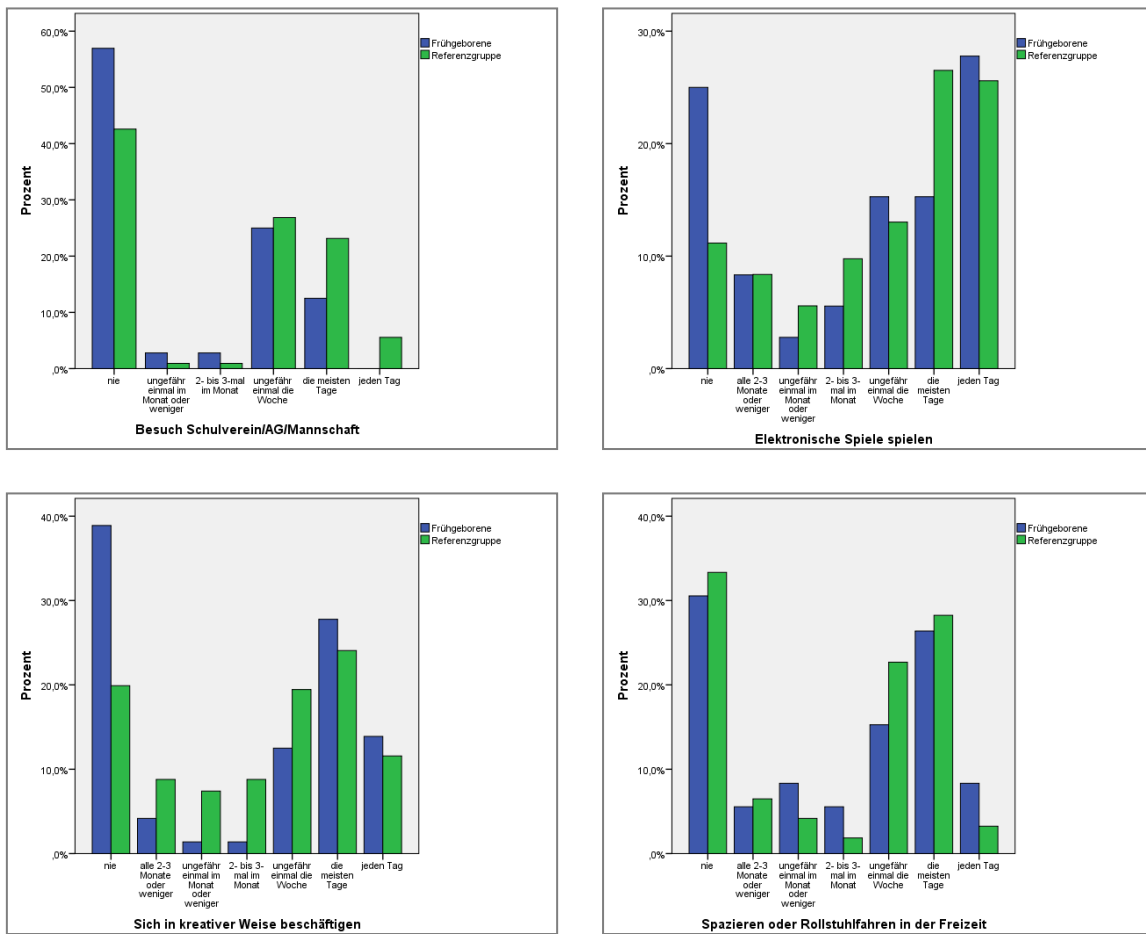 60,0%
50,0%
40,0%
30,0%
20,0%
10,0%
,0%
Prozent
nie
ungefähr
einmal im
Monat oder
weniger
2- bis 3-mal
im Monat
ungefähr
einmal die
Woche
die meisten
Tage
jeden Tag
Besuch Schulverein/AG/Mannschaft
Frühgeborene
Referenzgruppe
30,0%
20,0%
10,0%
,0%
Prozent
nie
alle 2-3
Monate
oder
weniger
ungefähr
einmal im
Monat
oder
weniger
2- bis 3-
mal im
Monat
ungefähr
einmal die
Woche
die
meisten
Tage
jeden Tag
Elektronische Spiele spielen
Frühgeborene
Referenzgruppe
40,0%
30,0%
20,0%
10,0%
,0%
Prozent
nie
alle 2-3
Monate
oder
weniger
ungefähr
einmal im
Monat
oder
weniger
2- bis 3-
mal im
Monat
ungefähr
einmal die
Woche
die
meisten
Tage
jeden Tag
Sich in kreativer Weise beschäftigen
Frühgeborene
Referenzgruppe
40,0%
30,0%
20,0%
10,0%
,0%
Prozent
nie
alle 2-3
Monate
oder
weniger
ungefähr
einmal im
Monat
oder
weniger
2- bis 3-
mal im
Monat
ungefähr
einmal die
Woche
die
meisten
Tage
jeden Tag
Spazieren oder Rollstuhlfahren in der Freizeit
Frühgeborene
Referenzgruppe